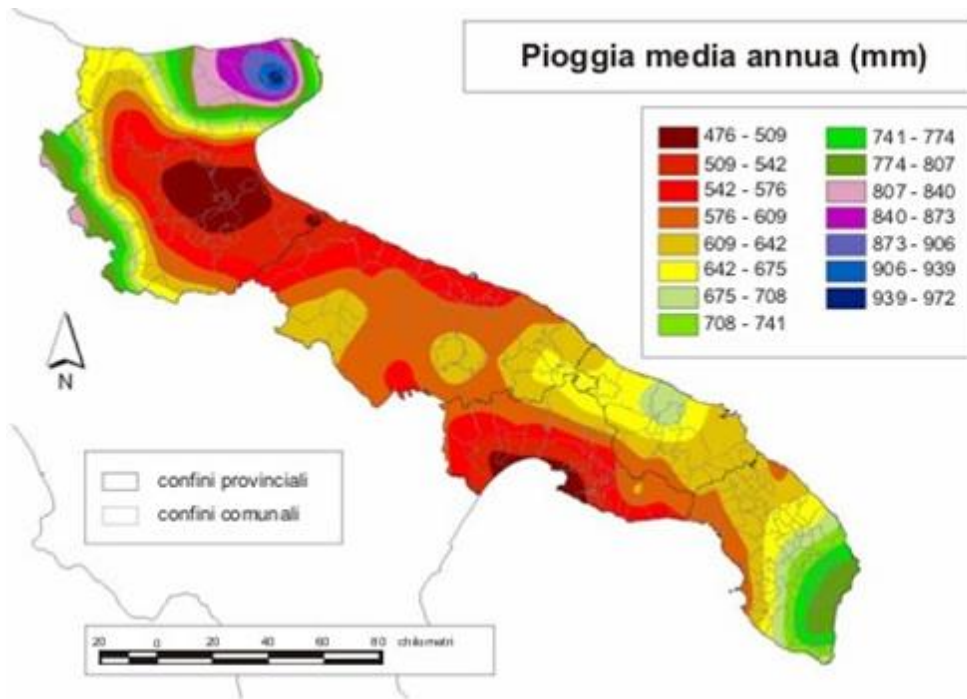 Pioggia media annua (mm)
476 - 509
509 - 542
542 - 576
576 - 609
609 - 642
642 - 675
675 - 708
708 - 741
741 - 774
774 - 807
807 - 840
840 - 873
873 - 906
906 - 939
939 - 972
N
confini provinciali
confini comunali
20 0 20 40 60 80 chilometri